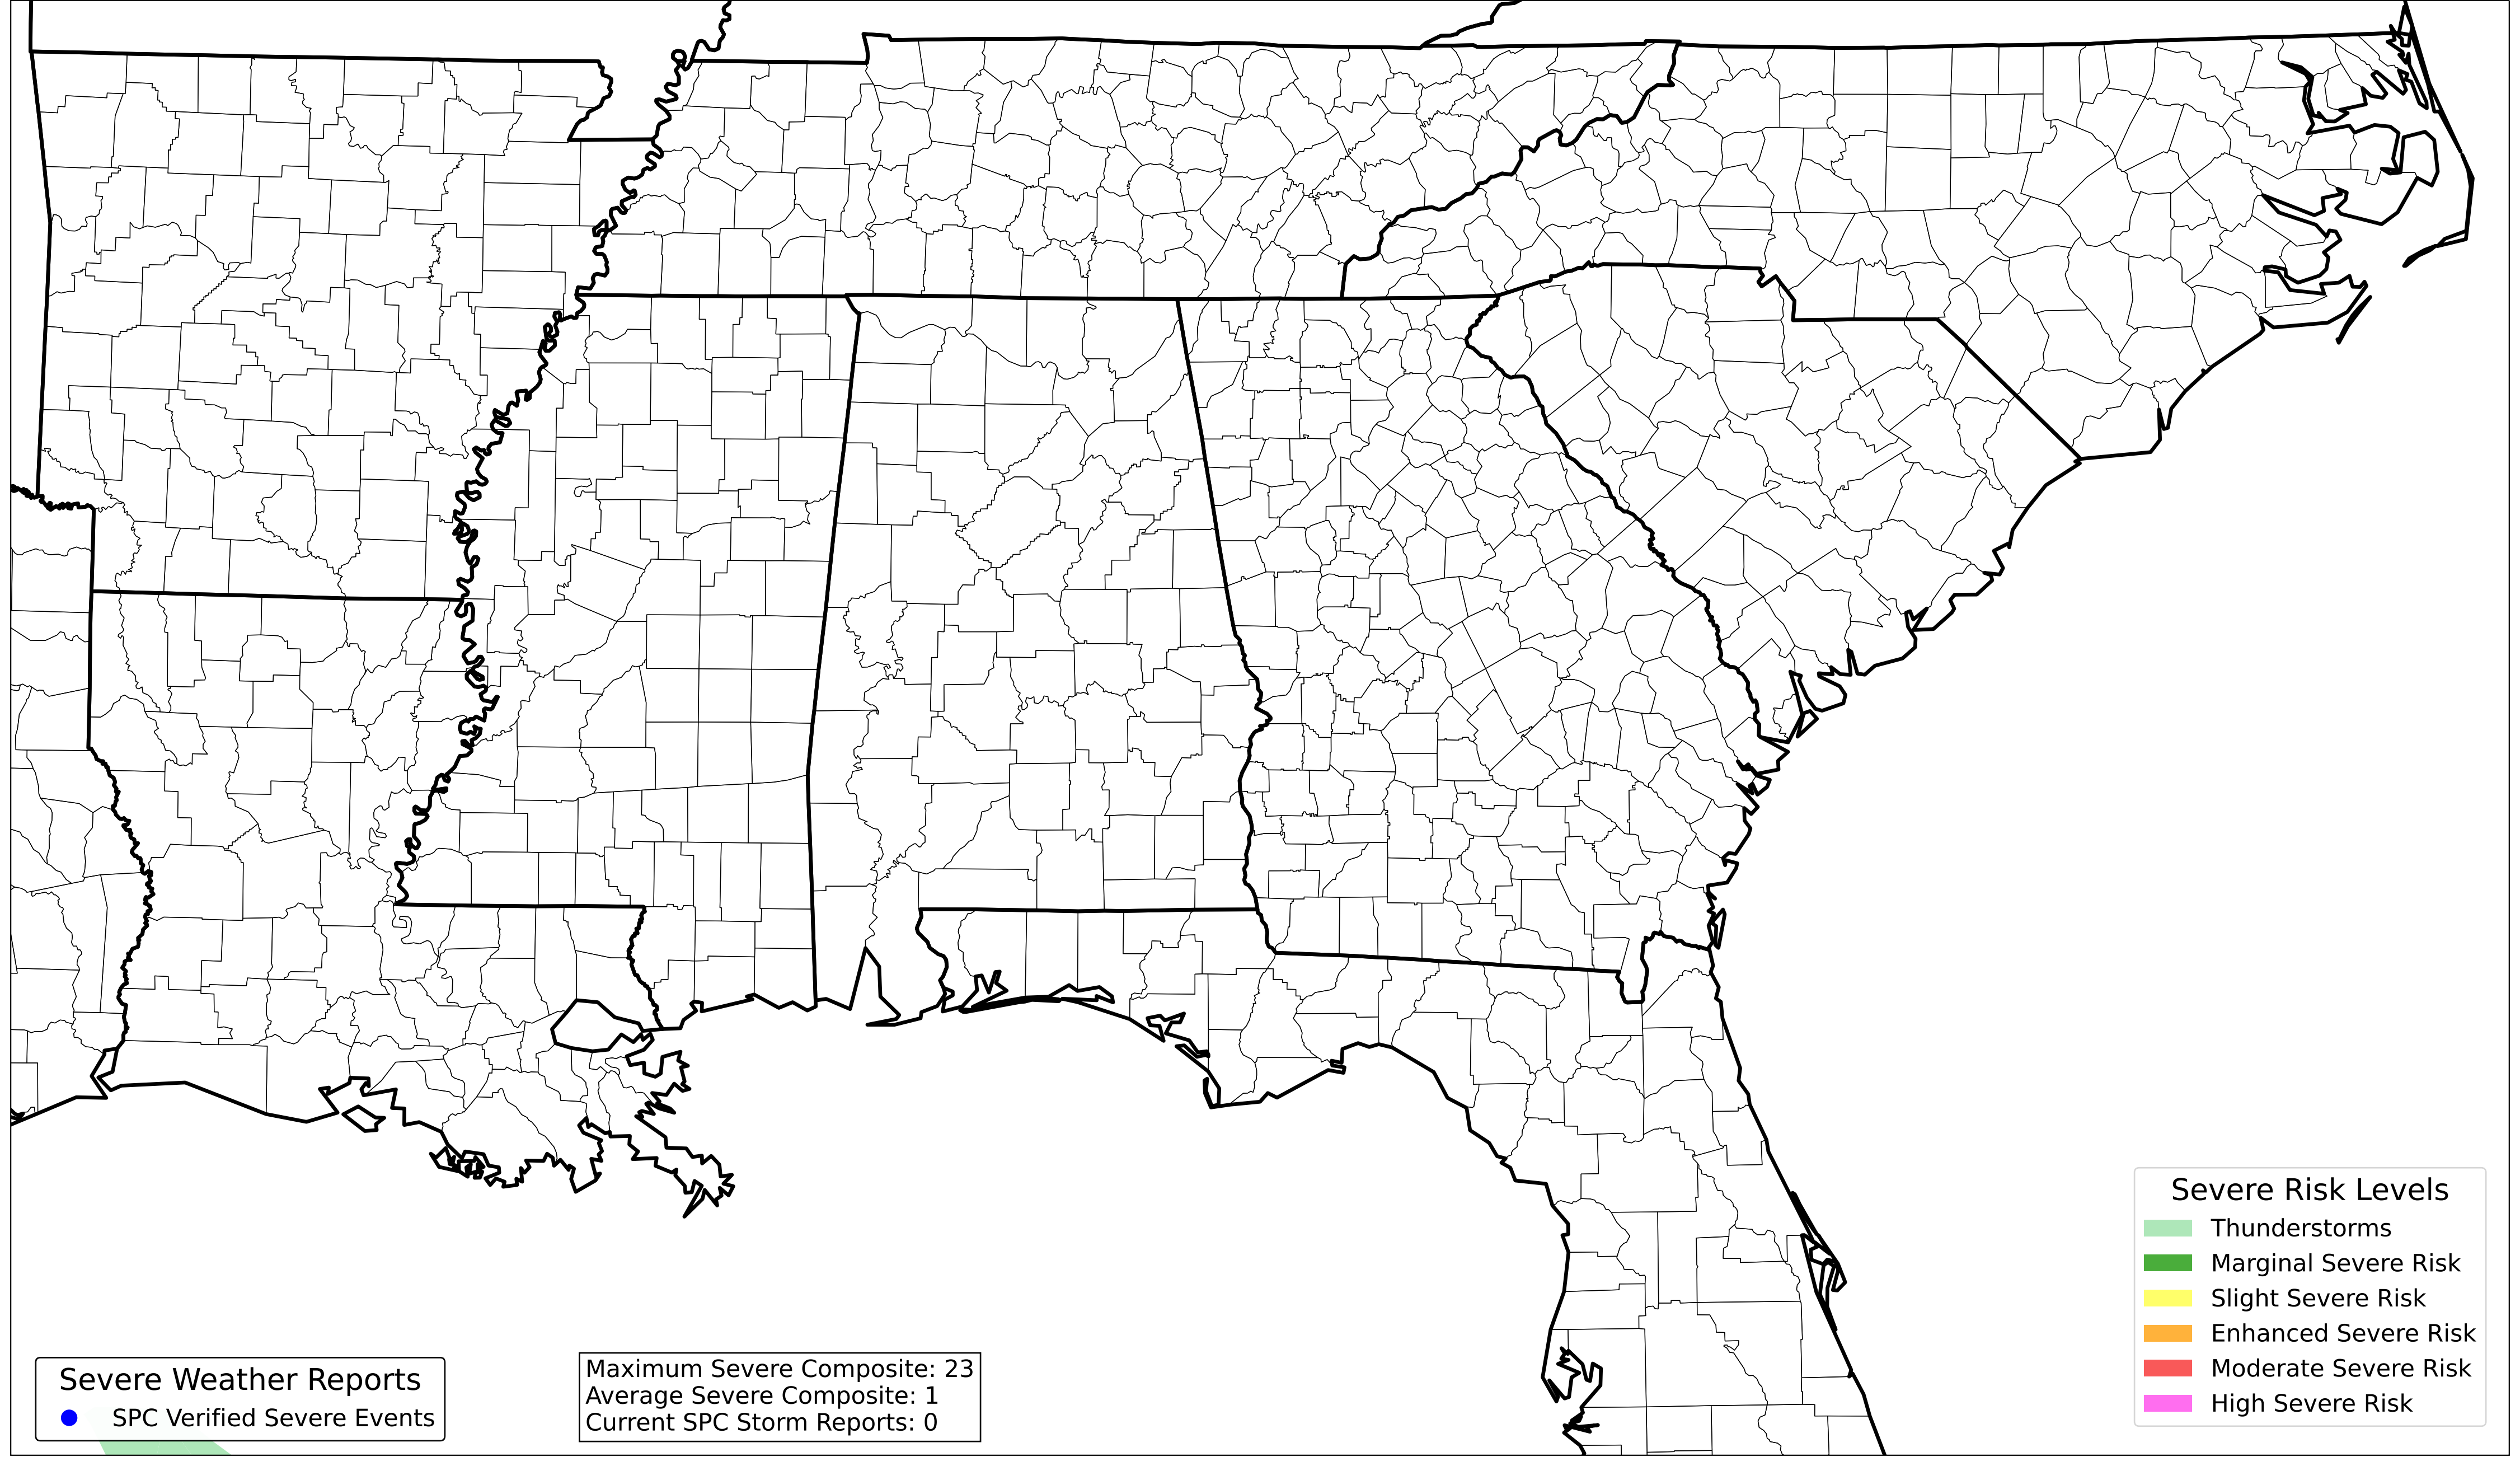 Severe Risk Levels
Thunderstorms
Marginal Severe Risk
Slight Severe Risk
Enhanced Severe Risk
Moderate Severe Risk
High Severe Risk
Severe Weather Reports
SPC Verified Severe Events
Maximum Severe Composite: 23
Average Severe Composite: 1
Current SPC Storm Reports: 0